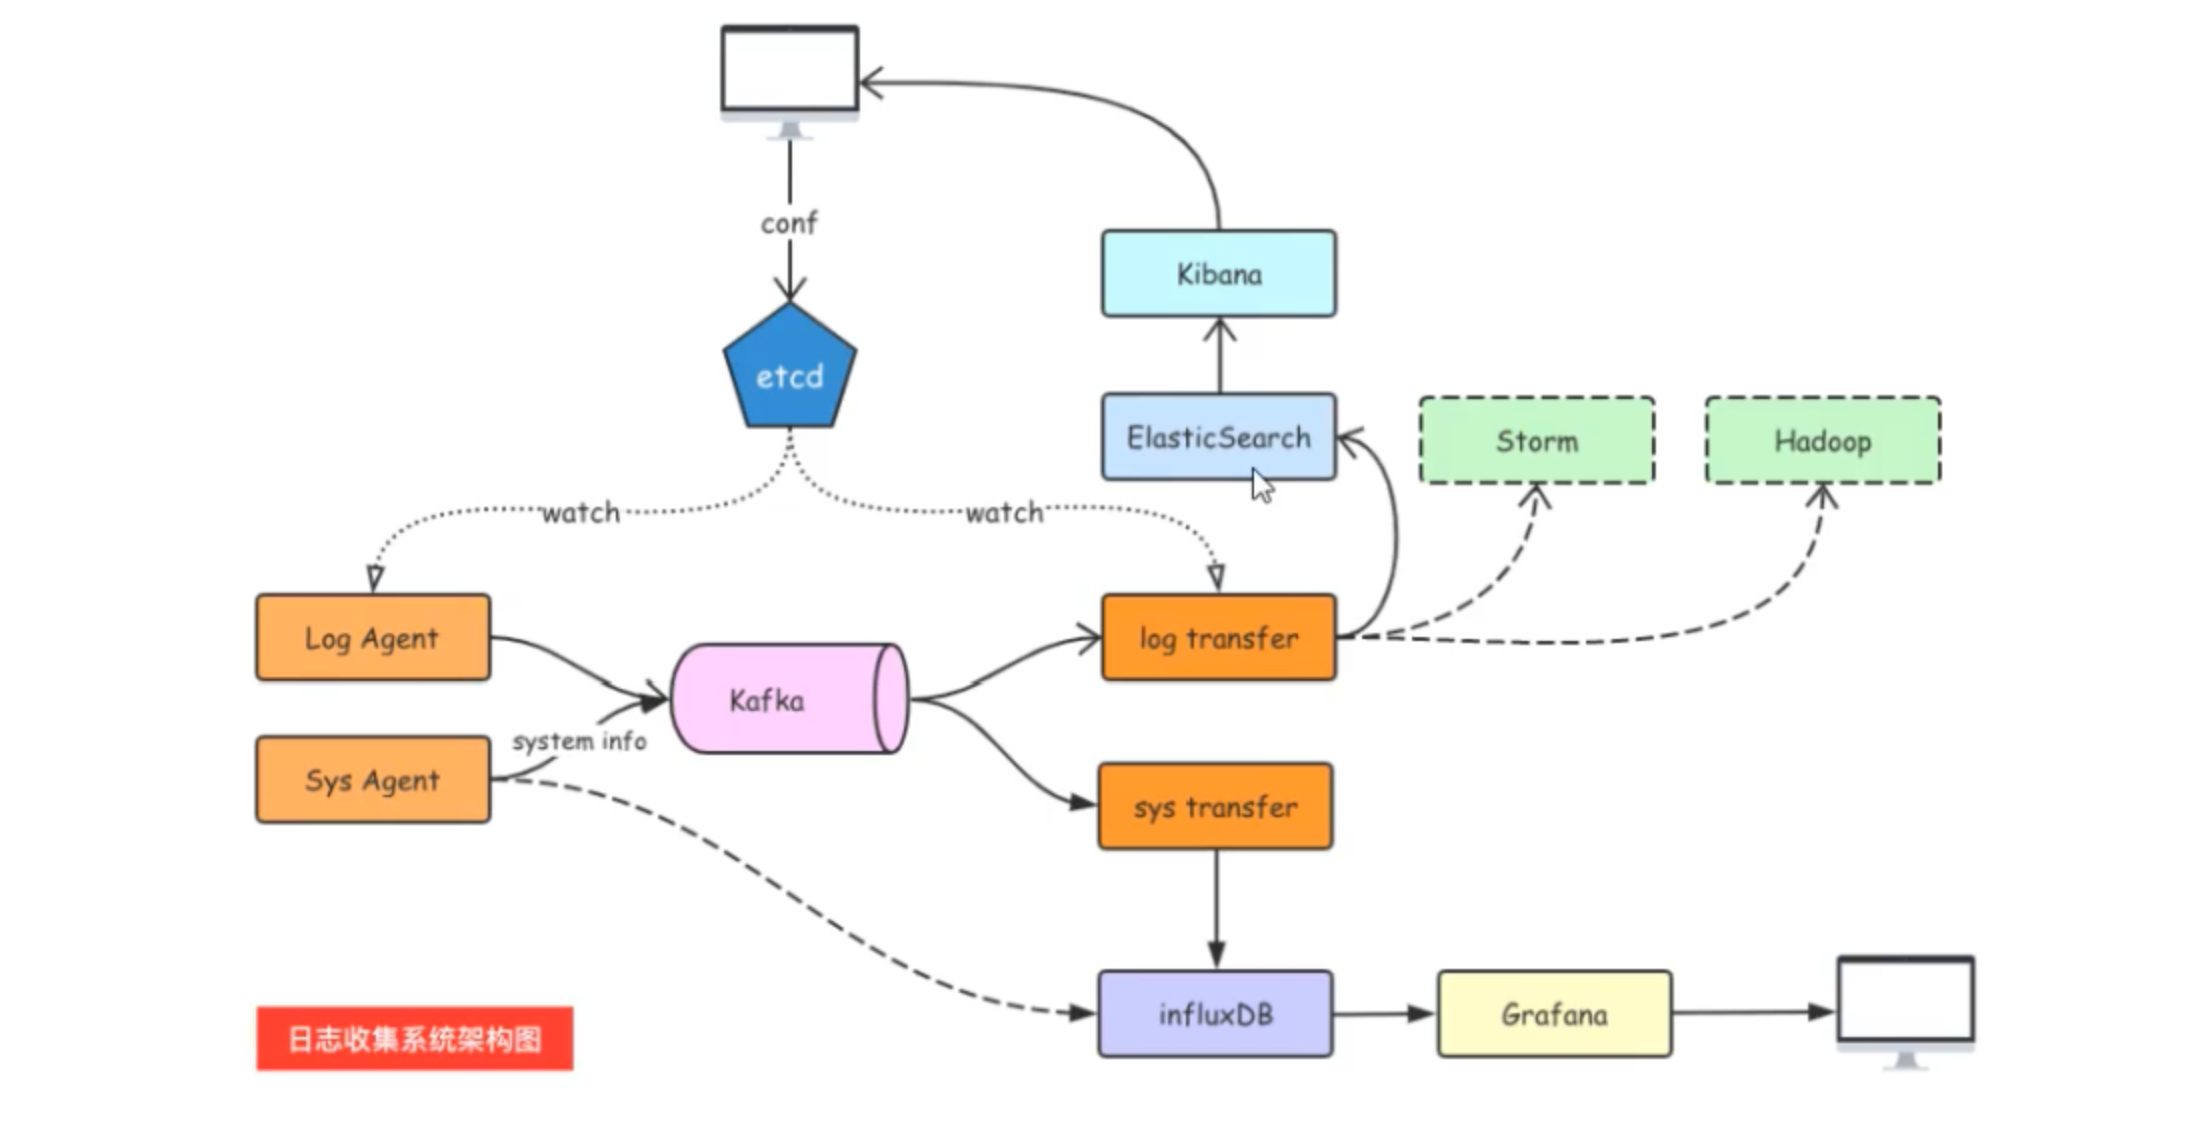 conf
Kibana
etcd
ElasticSearch
Storm
Hadoop
watch
watch
Log Agent
log transfer
Kafka
system info
Sys Agent
sys transfer
influxDB
Grafana
日志收集系统架构图